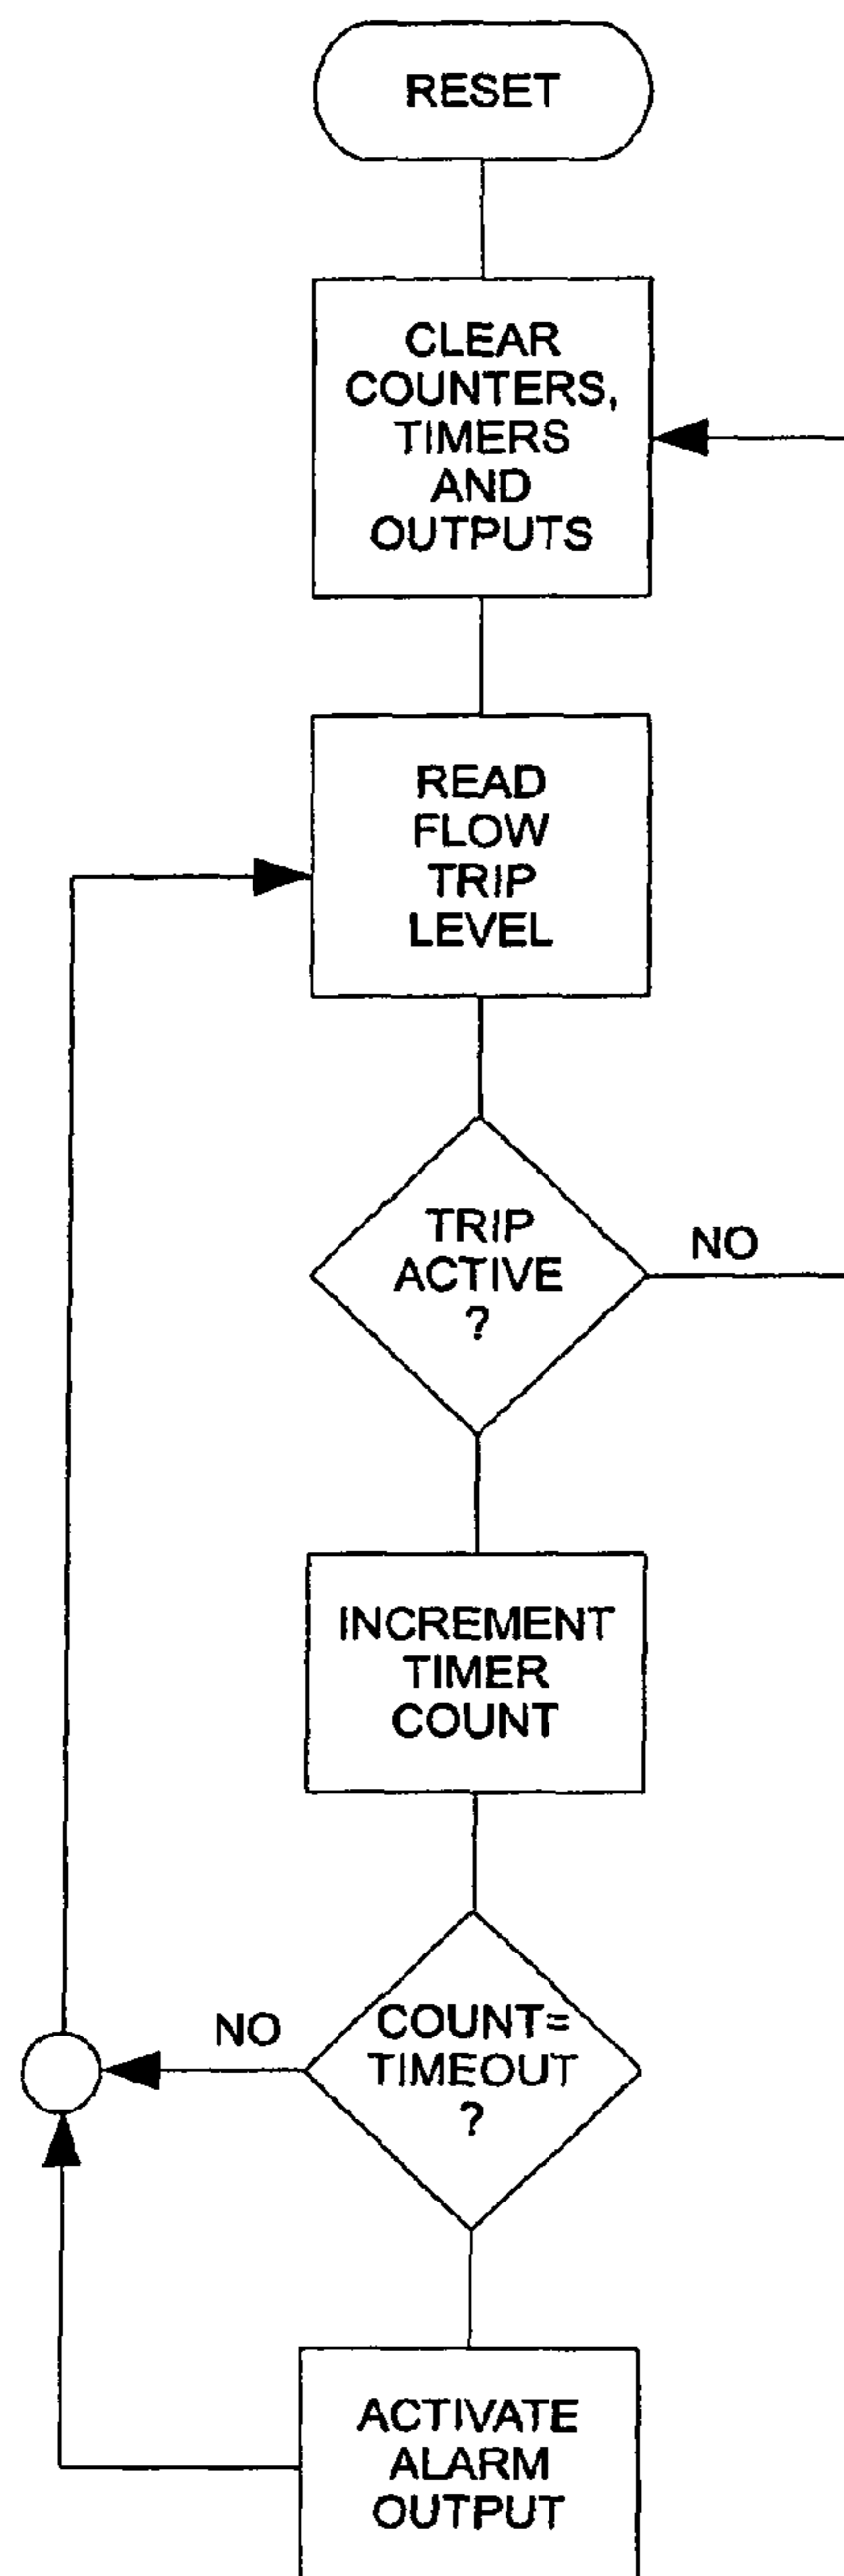 RESET
CLEAR
COUNTERS,
TIMERS
AND
OUTPUTS
READ
FLOW
TRIP
LEVEL
TRIP
ACTIVE
?
NO
INCREMENT
TIMER
COUNT
COUNT=
TIMEOUT
?
NO
ACTIVATE
ALARM
OUTPUT